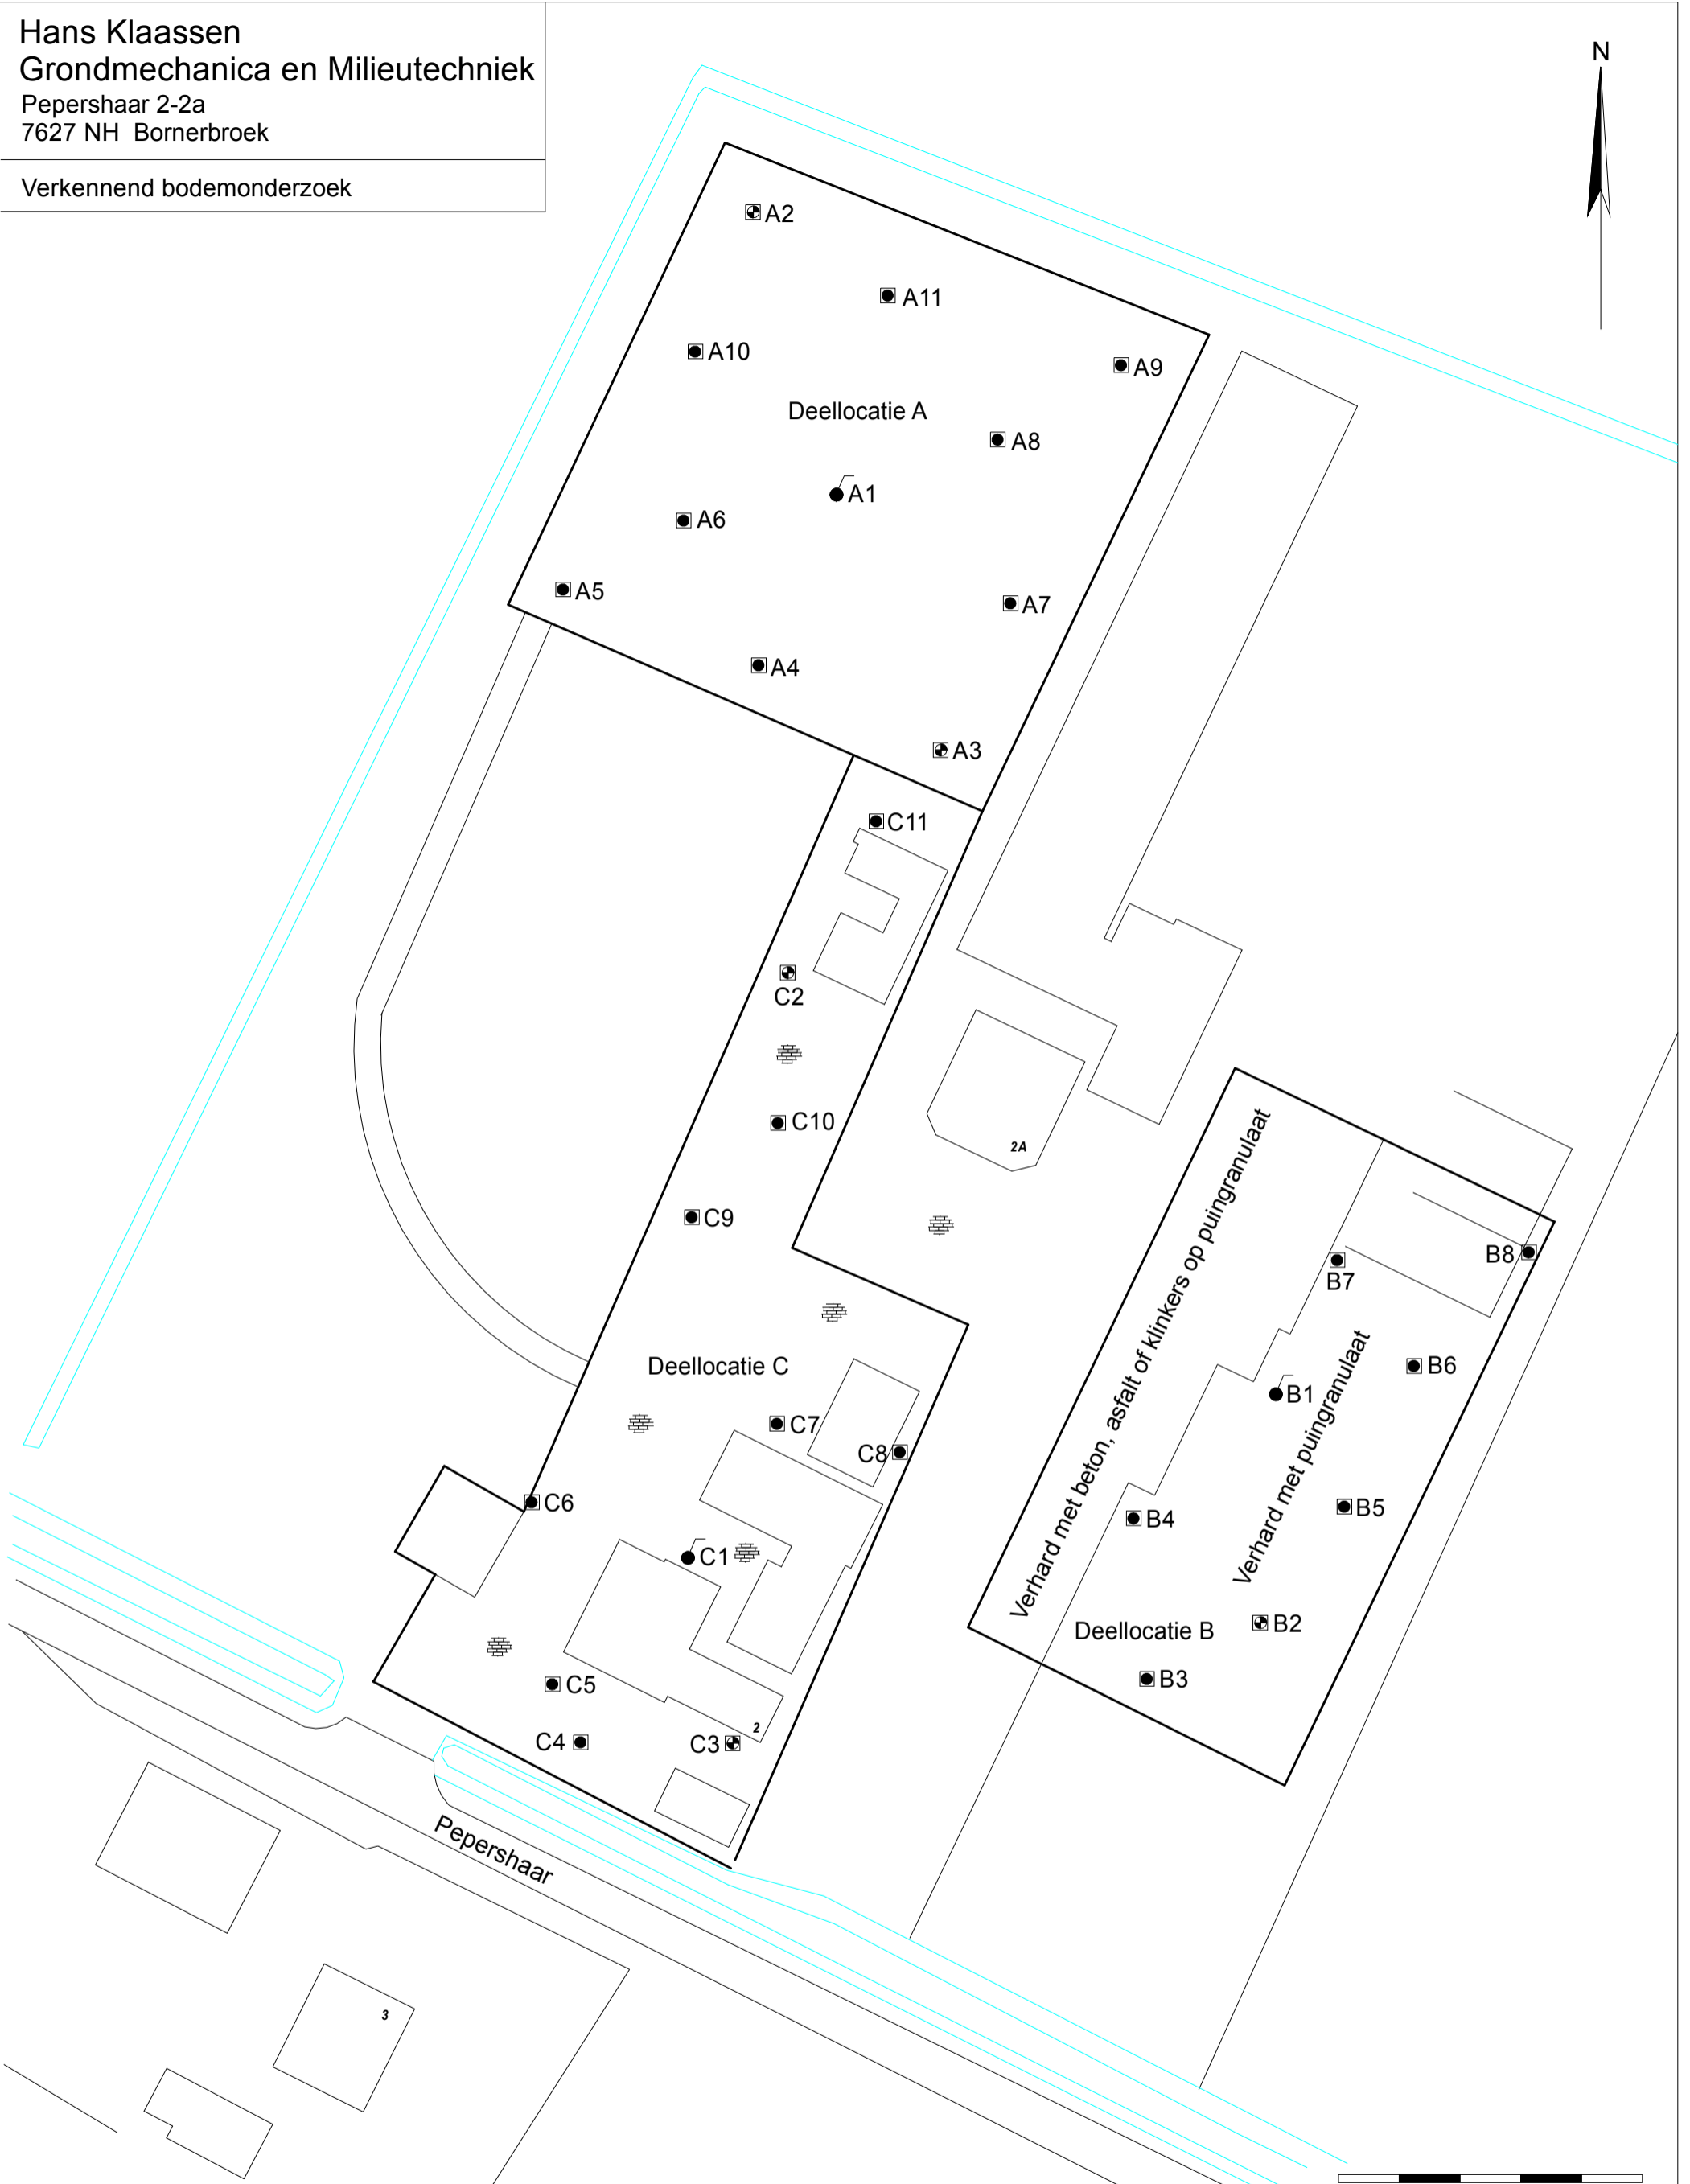 Hans Klaassen
Grondmechanica en Milieutechniek
Pepershaar 2-2a
7627 NH  Bornerbroek
Verkennend bodemonderzoek
N
A2
A11
A10
A9
Deellocatie A
A8
A1
A6
A5
A7
A4
A3
C11
C2
C10
2A
Verhard met beton, asfalt of klinkers op puingranulaat
C9
B8
B7
Verhard met puingranulaat
Deellocatie C
B6
B1
C7
C8
C6
B5
B4
C1
B2
Deellocatie B
B3
C5
2
C4
C3
Pepershaar
3